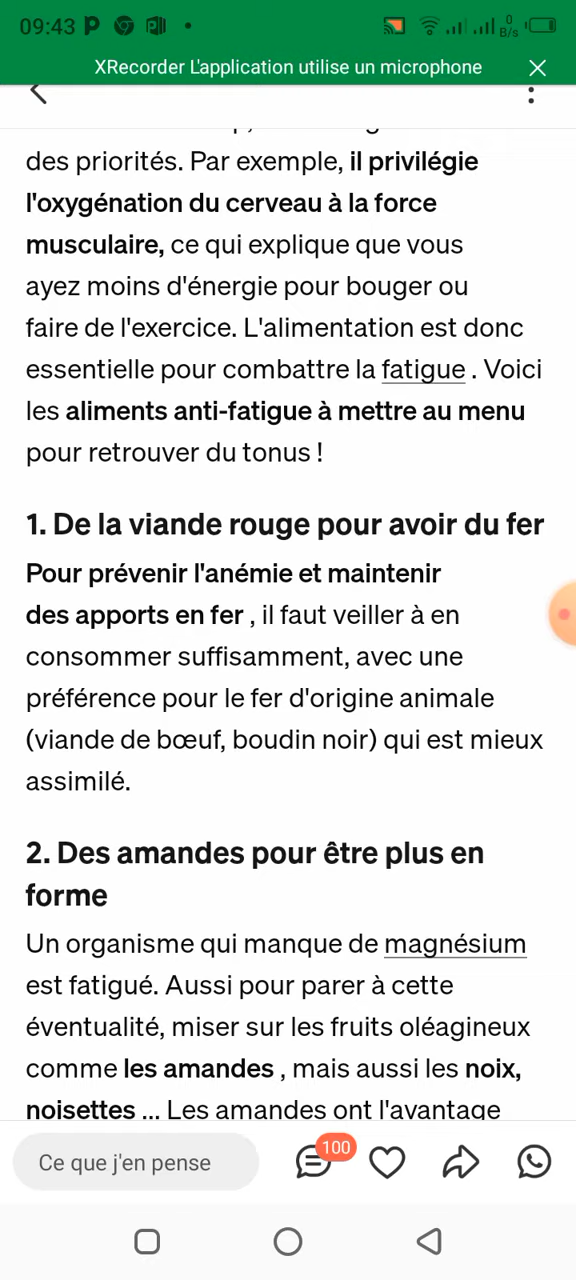 09:43
0
B/s
XRecorder L'application utilise un microphone
des priorités. Par exemple, il privilégie
l'oxygénation du cerveau à la force
musculaire, ce qui explique que vous
ayez moins d'énergie pour bouger ou
faire de l'exercice. L'alimentation est donc
essentielle pour combattre la fatigue . Voici
les aliments anti-fatigue à mettre au menu
pour retrouver du tonus !
1. De la viande rouge pour avoir du fer
Pour prévenir l'anémie et maintenir
des apports en fer , il faut veiller à en
consommer suffisamment, avec une
préférence pour le fer d'origine animale
(viande de bœuf, boudin noir) qui est mieux
assimilé.
2. Des amandes pour être plus en
forme
Un organisme qui manque de magnésium
est fatigué. Aussi pour parer à cette
éventualité, miser sur les fruits oléagineux
comme les amandes , mais aussi les noix,
noisettes ... Les amandes ont l'avantage
Ce que j'en pense
100